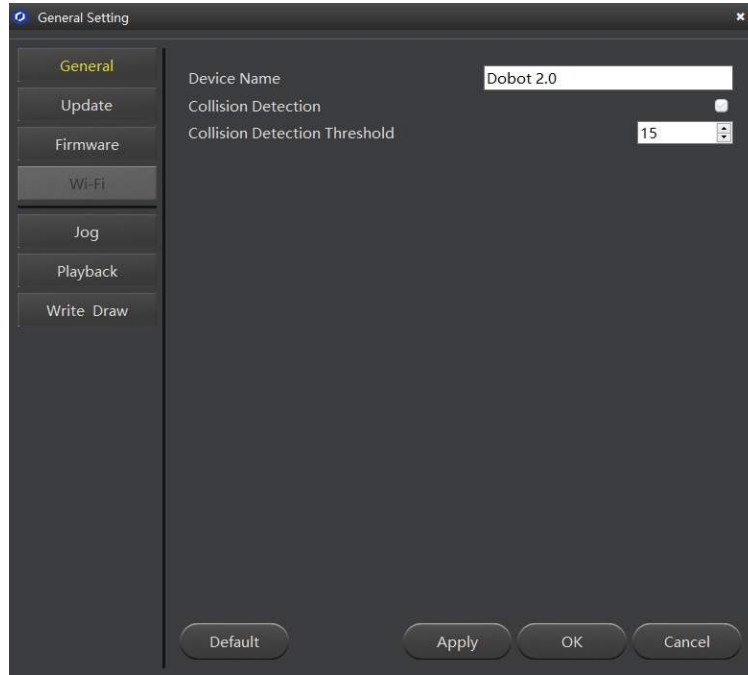 General Setting
General
Update
Firmware
Wi-Fi
Jog
Playback
Write Draw
Device Name Dobot 2.0
Collision Detection
Collision Detection Threshold 15
Default Apply OK Cancel